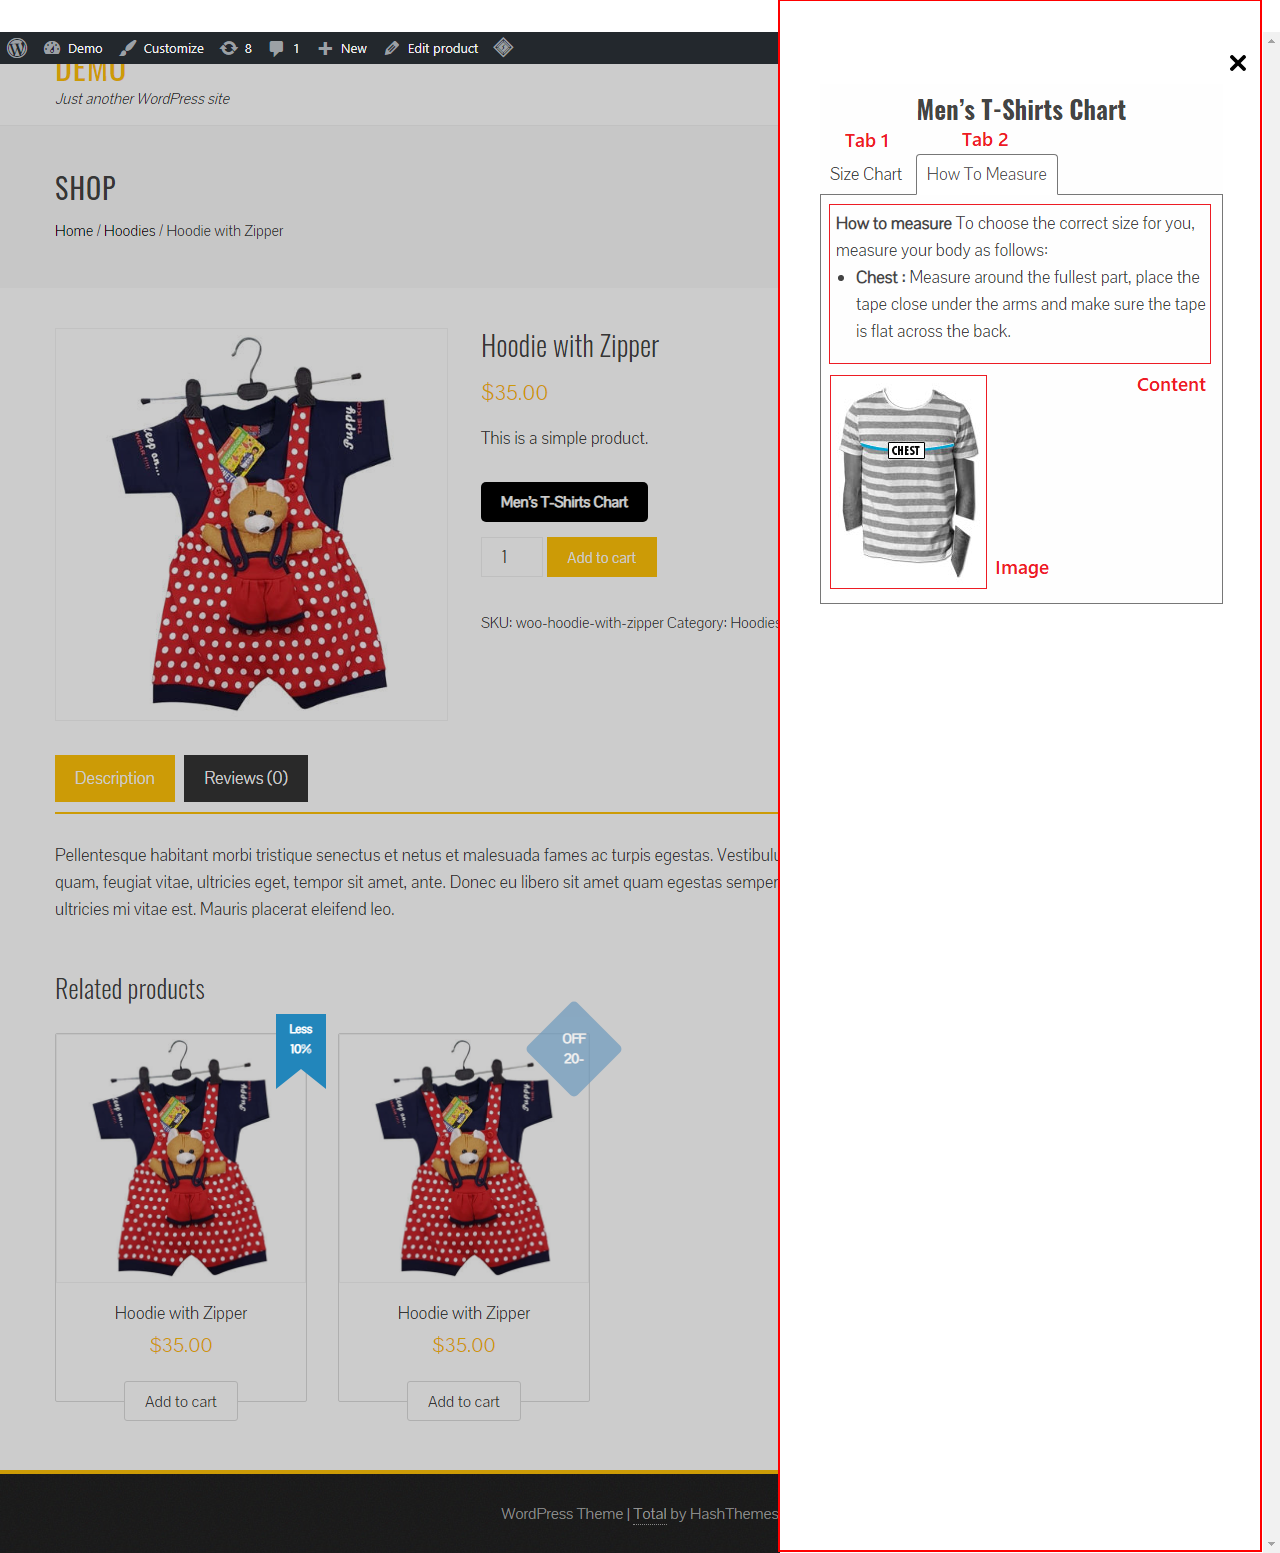 Demo
Customize
8
1
New
Edit product
DEMO
Just another WordPress site
SHOP
Home / Hoodies / Hoodie with Zipper
Hoodie with Zipper
$35.00
This is a simple product.
Men's T-Shirts Chart
1
Add to cart
SKU: woo-hoodie-with-zipper Category: Hoodies
Keep on...
WEAR !!!!
Puppy
THE KID
Description
Reviews (0)
Pellentesque habitant morbi tristique senectus et netus et malesuada fames ac turpis egestas.
quam, feugiat vitae, ultricies eget, tempor sit amet, ante. Donec eu libero sit amet quam egestas semper
ultricies mi vitae est. Mauris placerat eleifend leo.
Related products
Less
10%
Hoodie with Zipper
$35.00
Add to cart
OFF
20-
Hoodie with Zipper
$35.00
Add to cart
WordPress Theme | Total by HashThemes
Men's T-Shirts Chart
Tab 1
Tab 2
Size Chart
How To Measure
How to measure To choose the correct size for you,
measure your body as follows:
• Chest : Measure around the fullest part, place the
tape close under the arms and make sure the tape
is flat across the back.
Content
CHEST
Image